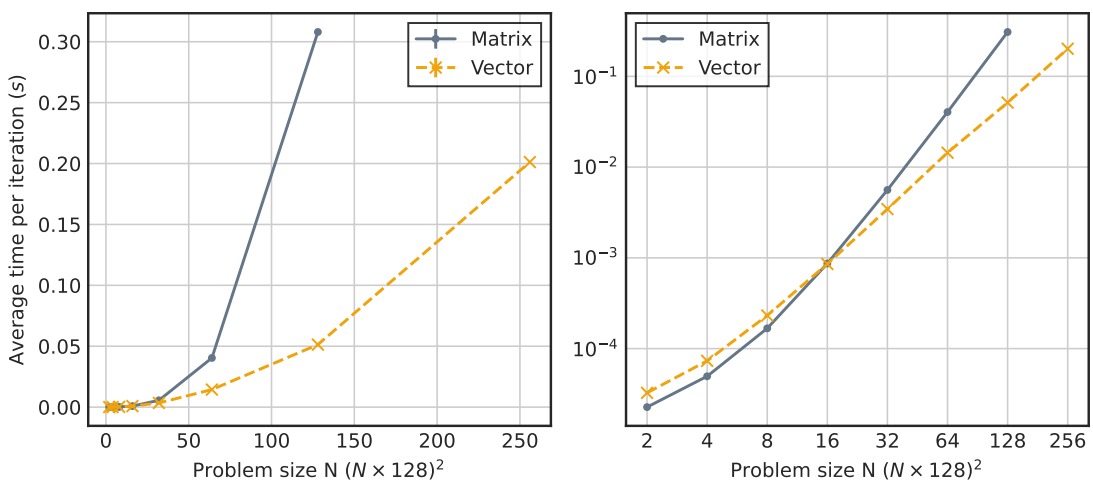 Average time per iteration (s)
0.30
0.25
0.20
0.15
0.10
0.05
0.00
0 50 100 150 200 250
Problem size N (N × 128)²
Matrix
Vector
10⁻¹
10⁻²
10⁻³
10⁻⁴
2 4 8 16 32 64 128 256
Problem size N (N × 128)²
Matrix
Vector